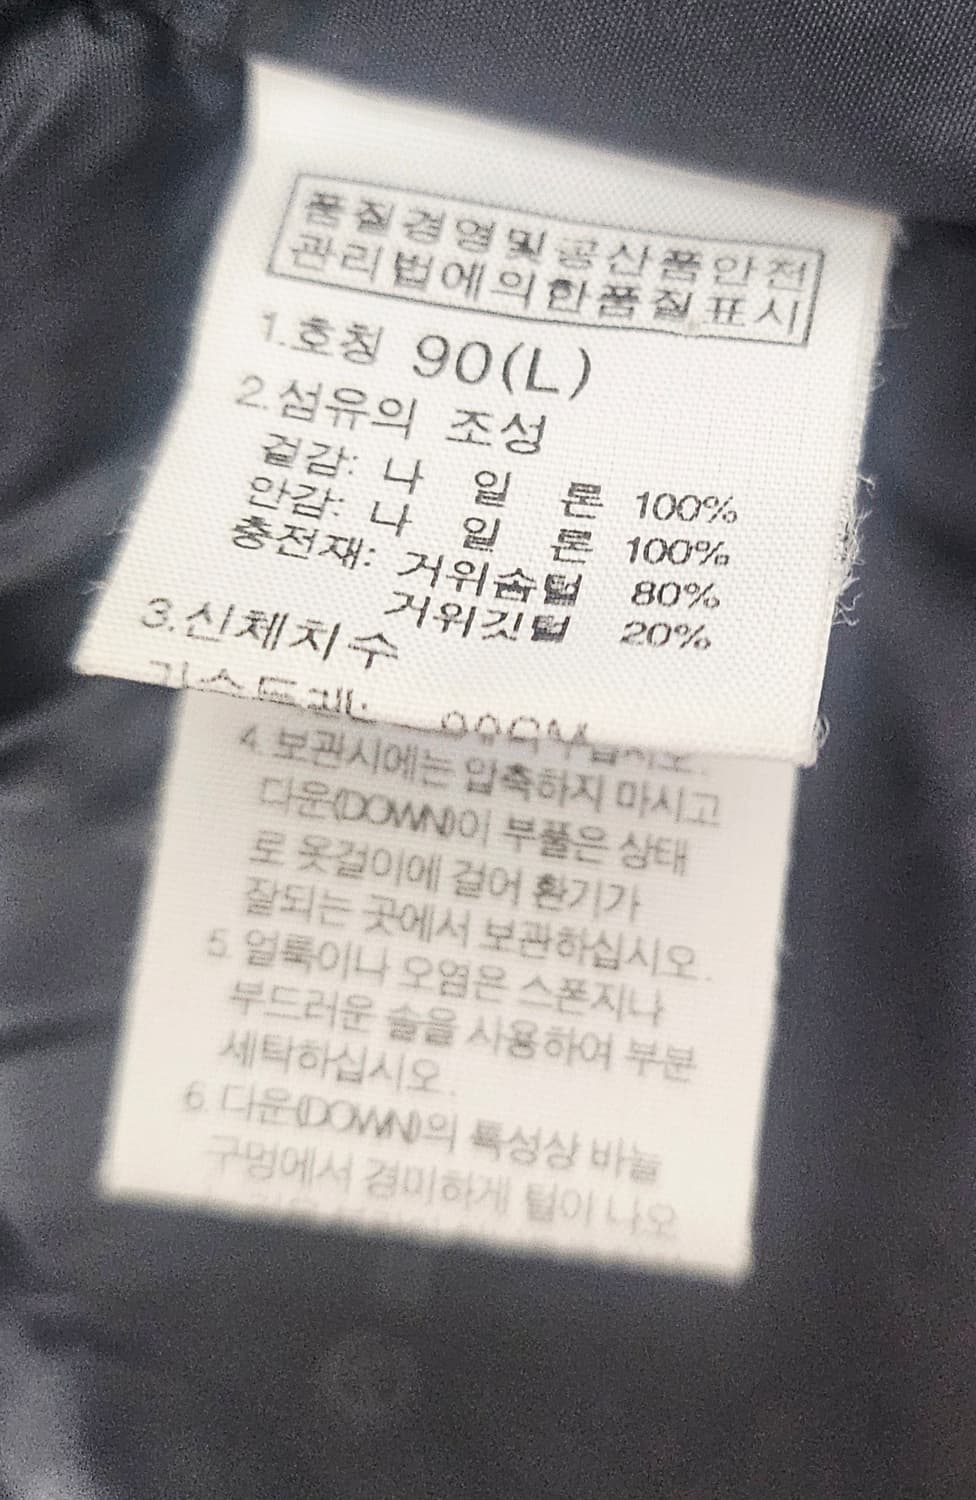 품질경영및공산품안전
관리법에의한품질표시
1.호칭 90(L)
2.섬유의 조성
겉감: 나 일 론 100%
안감: 나 일 론 100%
충전재: 거위솜털 80%
거위깃털 20%
3.신체치수
4. 보관시에는 압축하지 마시고
다운(DOWN)이 부풀은 상태
로 옷걸이에 걸어 환기가
잘되는 곳에서 보관하십시오.
5. 얼룩이나 오염은 스폰지나
부드러운 솔을 사용하여 부분
세탁하십시오.
6. 다운(DOWN)의 특성상 바늘
구멍에서 경미하게 털이 나오